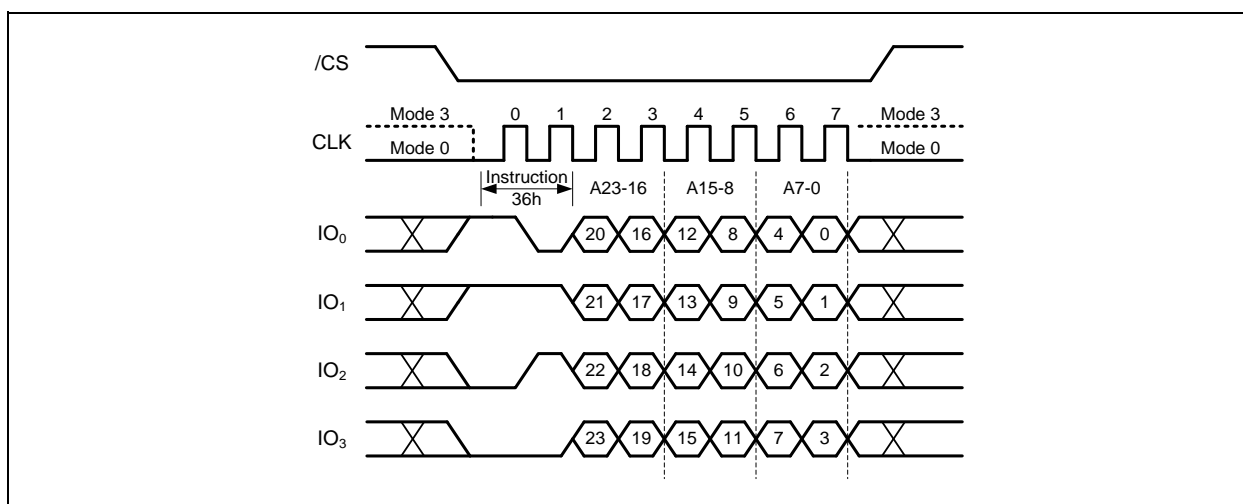 /CS
Mode 3 0 1 2 3 4 5 6 7 Mode 3
CLK
Mode 0 Mode 0
Instruction A23-16 A15-8 A7-0
36h
IO0 20 16 12 8 4 0
IO1 21 17 13 9 5 1
IO2 22 18 14 10 6 2
IO3 23 19 15 11 7 3